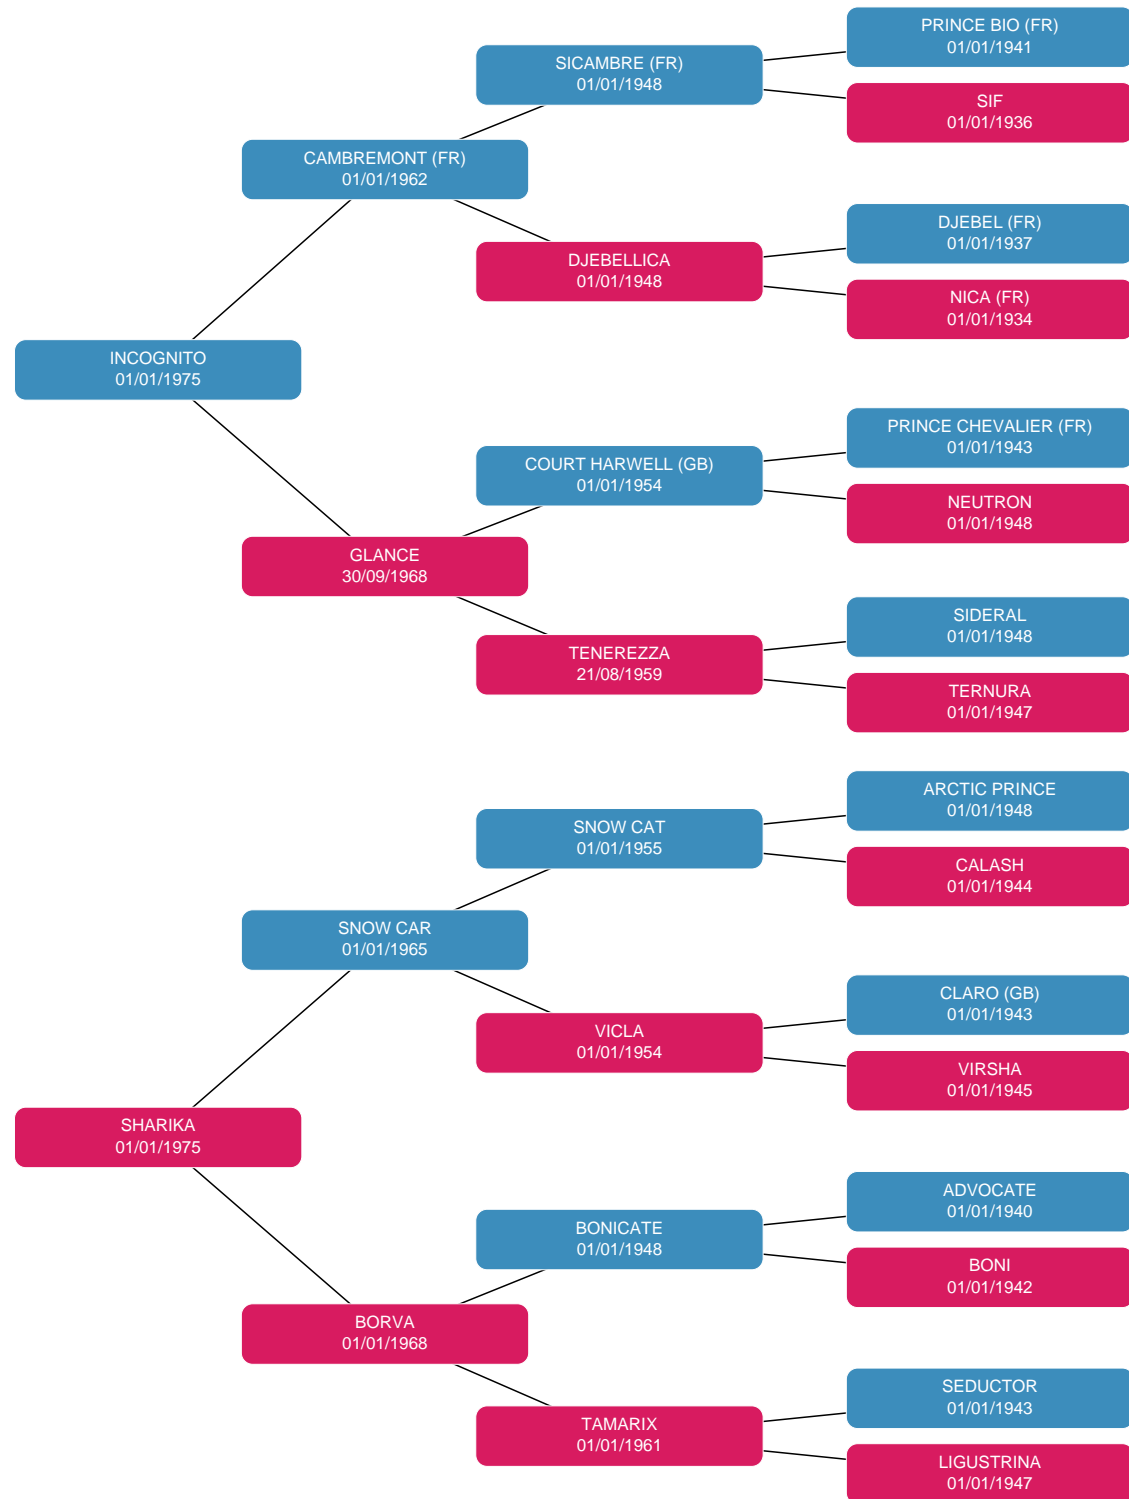 PRINCE BIO (FR)
01/01/1941
SICAMBRE (FR)
01/01/1948
SIF
01/01/1936
CAMBREMONT (FR)
01/01/1962
DJEBEL (FR)
01/01/1937
DJEBELLICA
01/01/1948
NICA (FR)
01/01/1934
INCOGNITO
01/01/1975
PRINCE CHEVALIER (FR)
01/01/1943
COURT HARWELL (GB)
01/01/1954
NEUTRON
01/01/1948
GLANCE
30/09/1968
SIDERAL
01/01/1948
TENEREZZA
21/08/1959
TERNURA
01/01/1947
ARCTIC PRINCE
01/01/1948
SNOW CAT
01/01/1955
CALASH
01/01/1944
SNOW CAR
01/01/1965
CLARO (GB)
01/01/1943
VICLA
01/01/1954
VIRSHA
01/01/1945
SHARIKA
01/01/1975
ADVOCATE
01/01/1940
BONICATE
01/01/1948
BONI
01/01/1942
BORVA
01/01/1968
SEDUCTOR
01/01/1943
TAMARIX
01/01/1961
LIGUSTRINA
01/01/1947